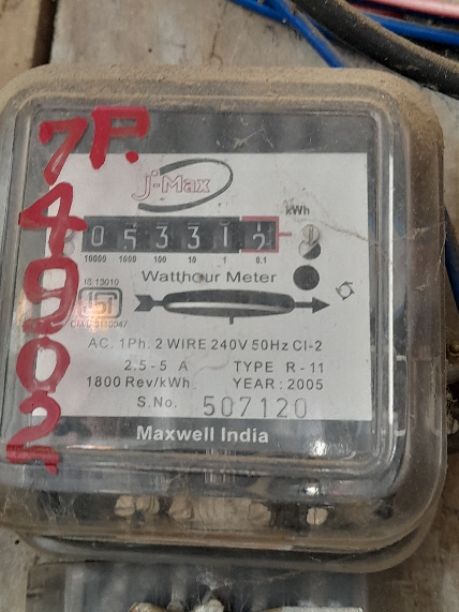 7P.
4902
J-Max
kWh
0 5 3 3 1
10000 1000 100 10 1 0.1
Watthour Meter
IS 13010
AC. 1Ph. 2 WIRE 240V 50Hz Cl-2
2.5-5 A TYPE R-11
1800 Rev/kWh YEAR: 2005
S.No. 507120
Maxwell India